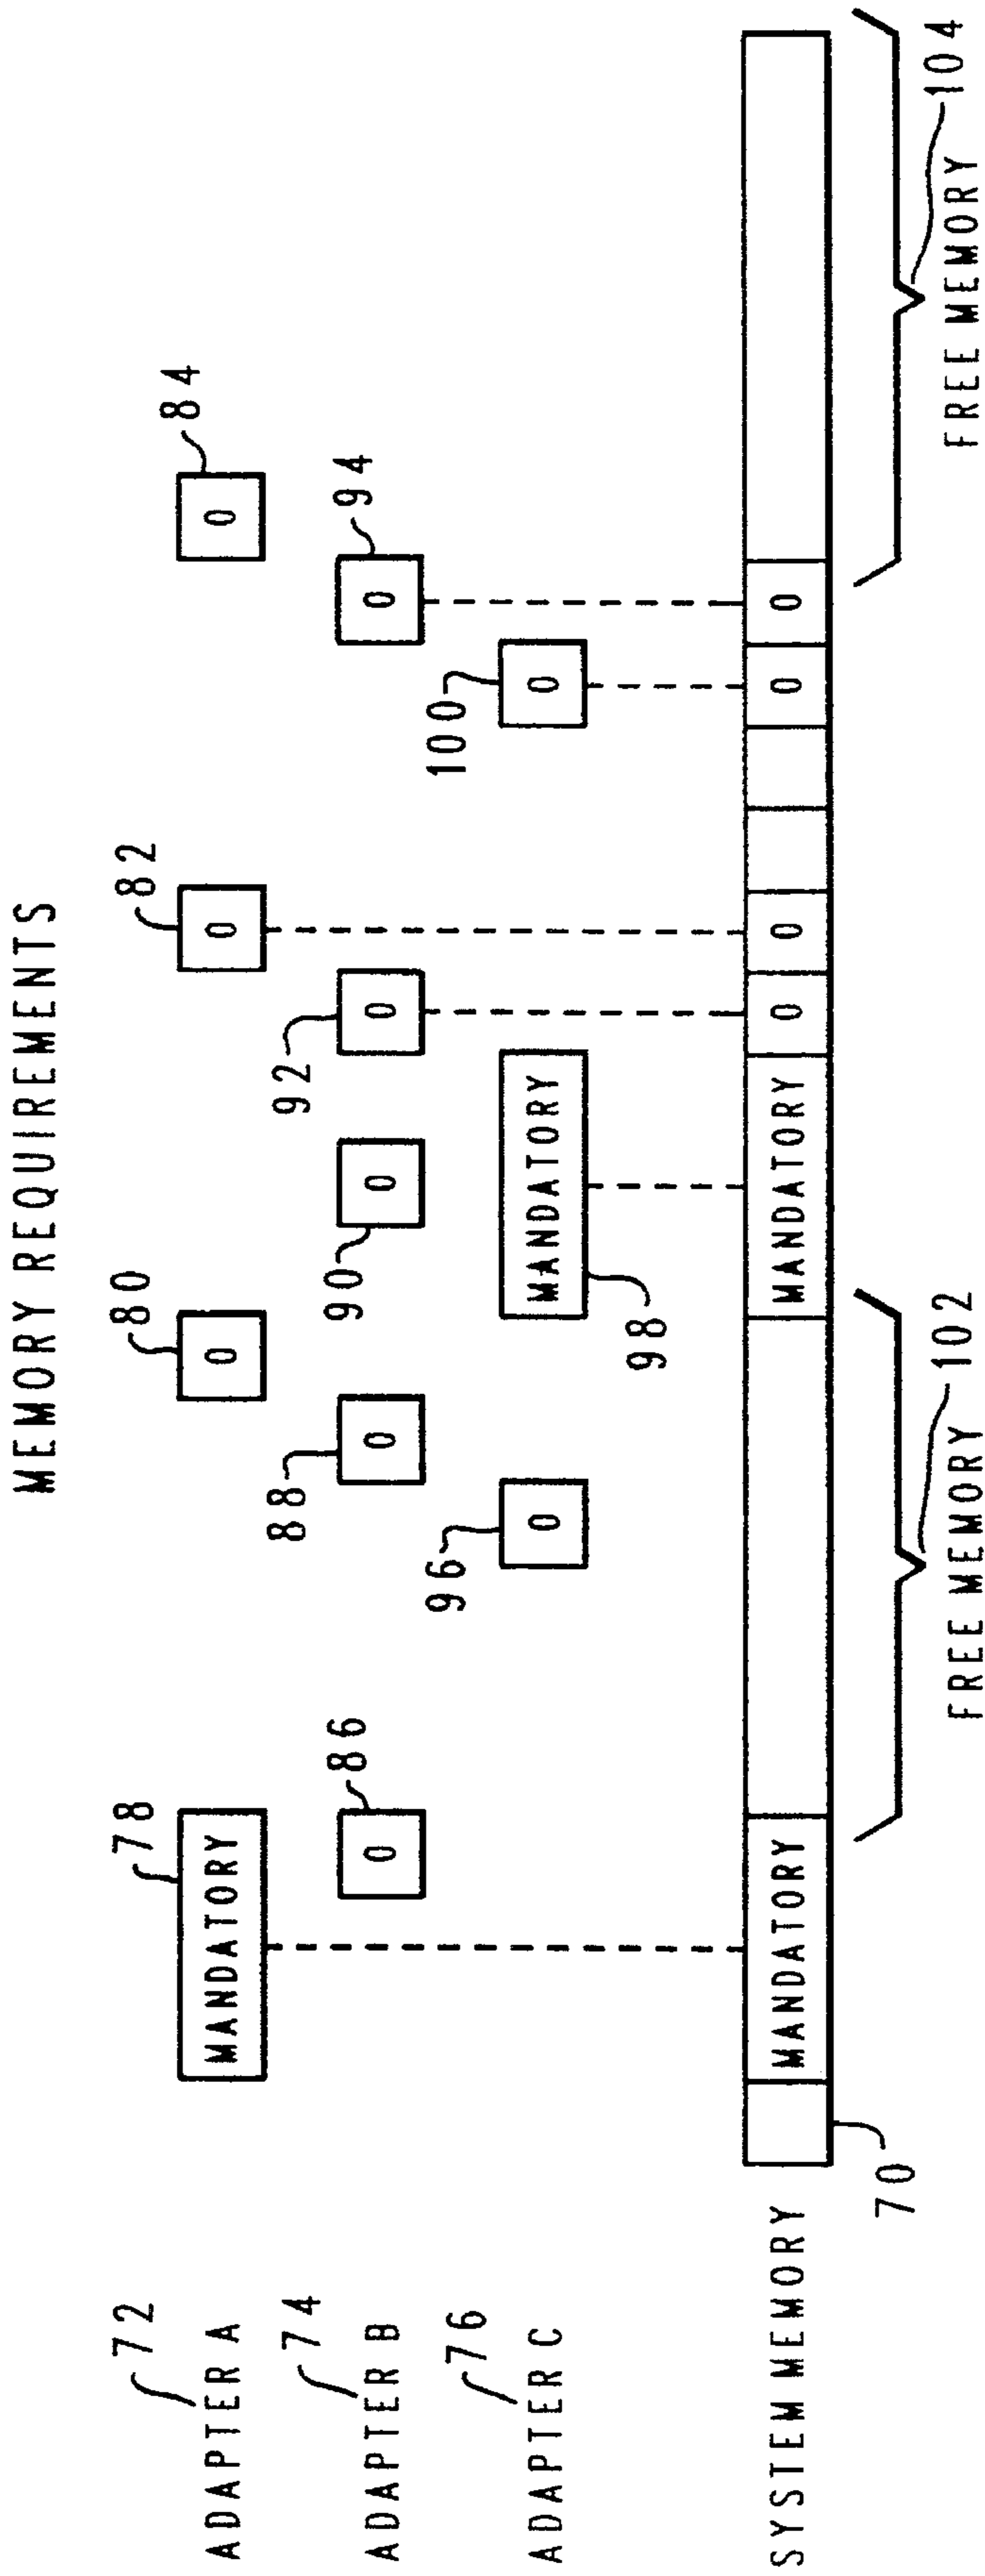 MEMORY REQUIREMENTS
72
ADAPTER A
78
MANDATORY
80
0
82
0
84
0
74
ADAPTER B
86
0
88
0
90
0
92
0
94
0
76
ADAPTER C
96
0
98
MANDATORY
100
0
SYSTEM MEMORY
70
MANDATORY
MANDATORY
0
0
0
0
FREE MEMORY
102
FREE MEMORY
104